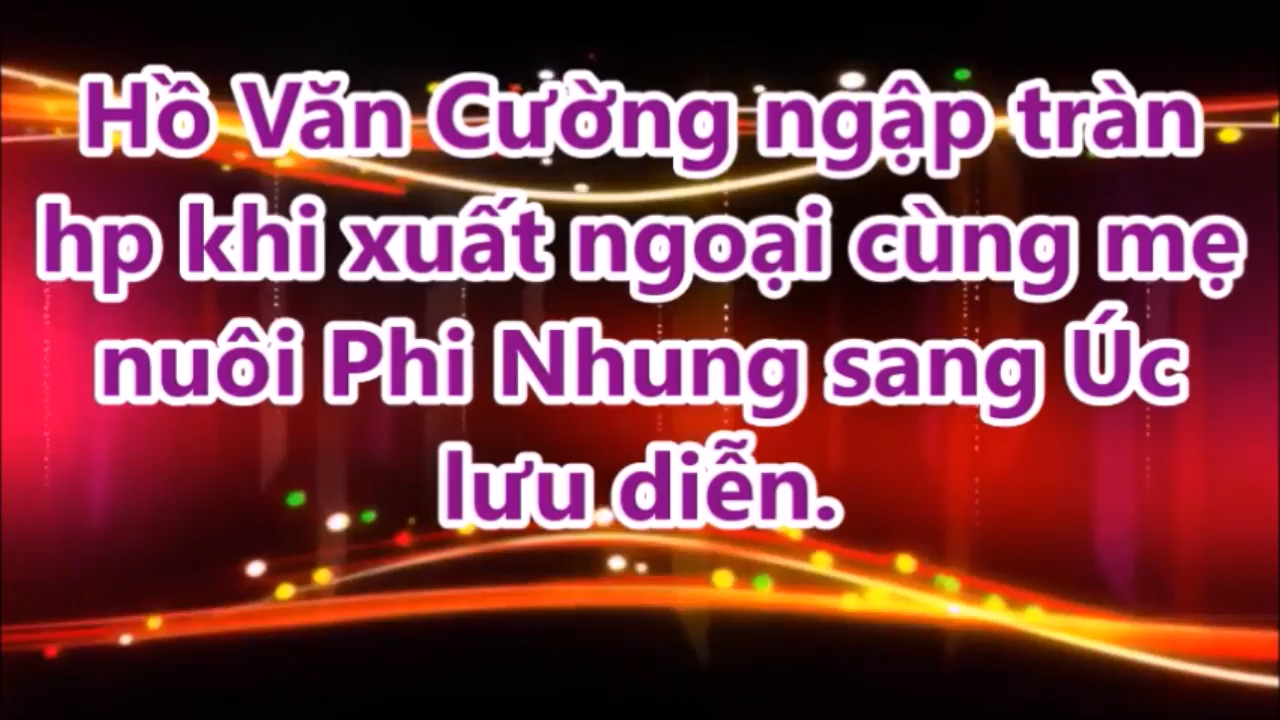 Hồ Văn Cường ngập tràn
hp khi xuất ngoại cùng mẹ
nuôi Phi Nhung sang Úc
lưu diễn.